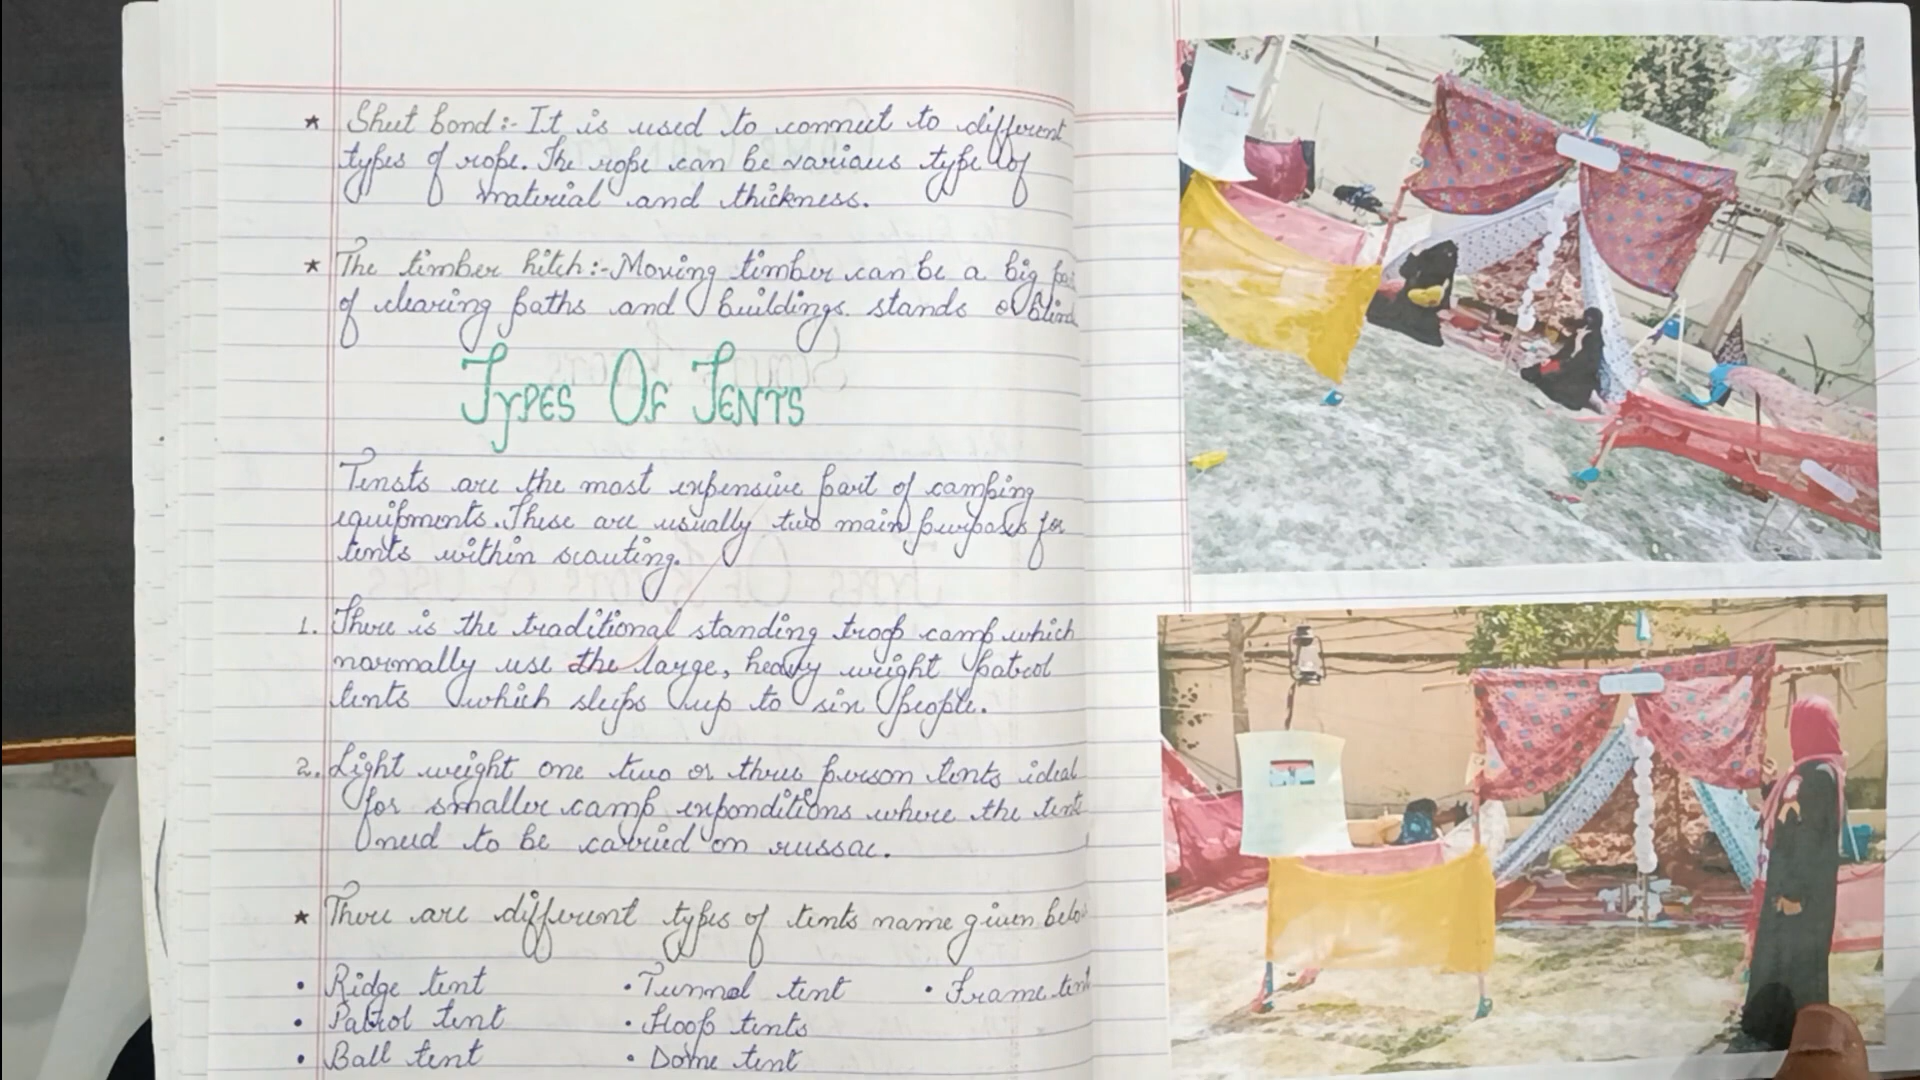 * Sheet bond:- It is used to connect to different
types of rope. The rope can be various type of
material and thickness.
* The timber hitch:- Moving timber can be a big
of clearing paths and buildings. stands o blind
TYPES OF TENTS
Tensts are the most expensive part of camping
equipments. These are usually two main purposes for
tents within scouting.
1. There is the traditional standing troop camp which
normally use the large, heavy weight patrol
tents which sleeps up to six people.
2. Light weight one two or three person tents ideal
for smaller camp exponditions where the tent
need to be carried on russac.
* There are different types of tents name given belo
• Ridge tent • Tunnel tent • Frame tent
• Patrol tent • Hoop tents
• Ball tent • Dome tent